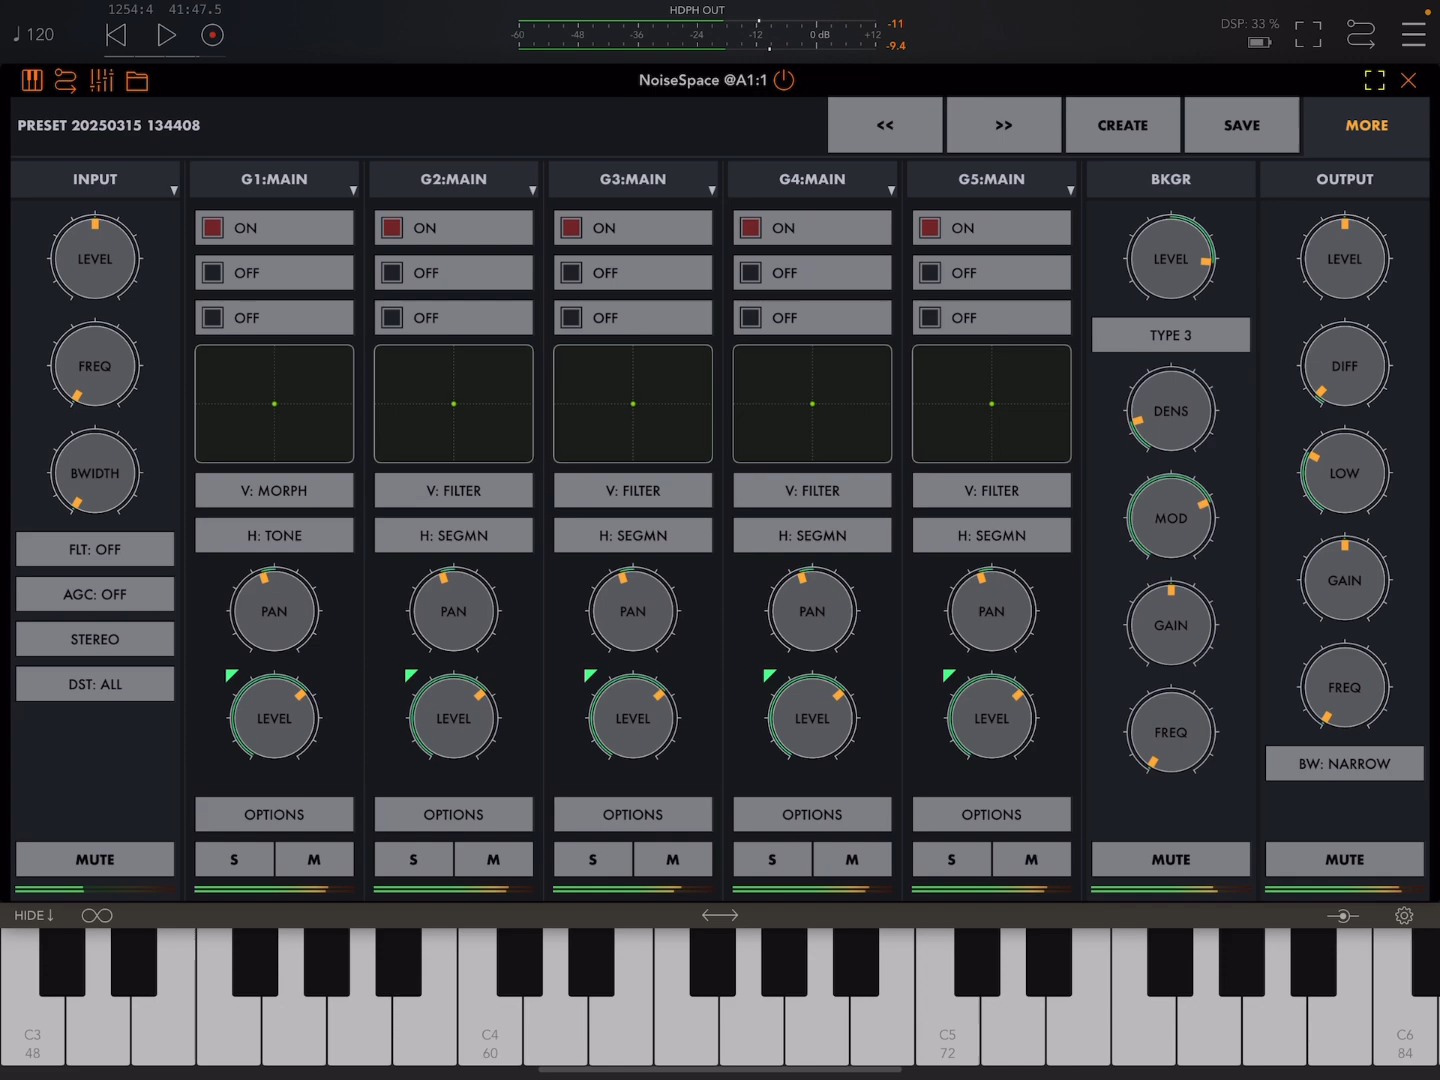 1254:4 41:47.5
HDPH OUT
♩120
-60 -48 -36 -24 -12 0 dB +12
-11
-9.4
DSP: 33 %
NoiseSpace @A1:1
PRESET 20250315 134408
<< >> CREATE SAVE MORE
INPUT G1:MAIN G2:MAIN G3:MAIN G4:MAIN G5:MAIN BKGR OUTPUT
ON ON ON ON ON
LEVEL LEVEL LEVEL
OFF OFF OFF OFF OFF
OFF OFF OFF OFF OFF
TYPE 3
FREQ DIFF
DENS
BWIDTH LOW
V: MORPH V: FILTER V: FILTER V: FILTER V: FILTER
MOD
H: TONE H: SEGMN H: SEGMN H: SEGMN H: SEGMN
FLT: OFF
GAIN
AGC: OFF
PAN PAN PAN PAN PAN
GAIN
STEREO
DST: ALL FREQ
LEVEL LEVEL LEVEL LEVEL LEVEL
FREQ
BW: NARROW
OPTIONS OPTIONS OPTIONS OPTIONS OPTIONS
MUTE S M S M S M S M S M MUTE MUTE
HIDE↓
C3 C4 C5 C6
48 60 72 84